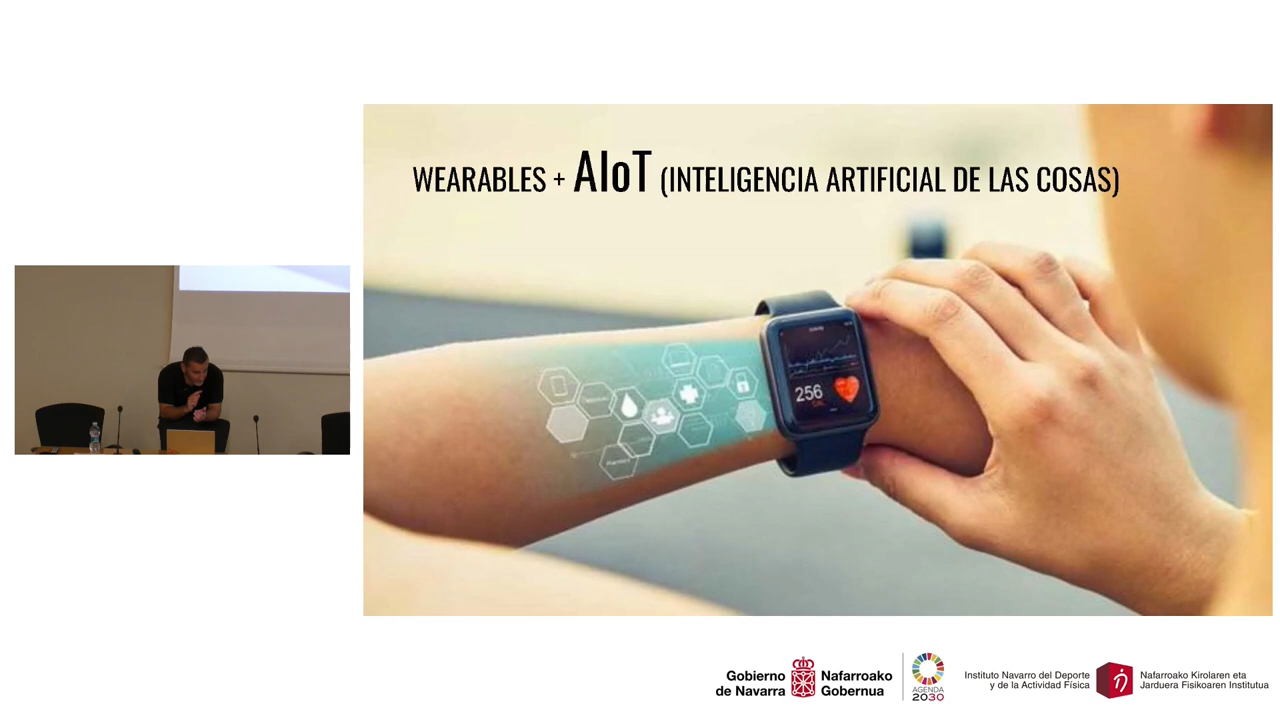 WEARABLES + AIoT (INTELIGENCIA ARTIFICIAL DE LAS COSAS)
256
CAL
Gobierno
de Navarra
Nafarroako
Gobernua
AGENDA
2030
Instituto Navarro del Deporte
y de la Actividad Física
Nafarroako Kirolaren eta
Jarduera Fisikoaren Institutua